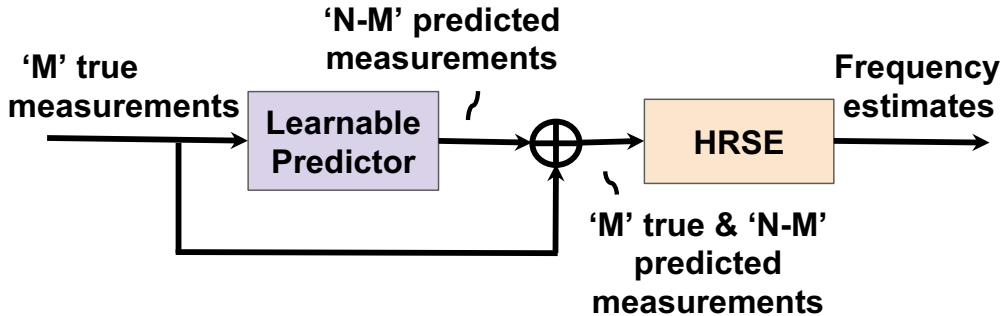 ‘M’ true
measurements
Learnable
Predictor
‘N-M’ predicted
measurements
HRSE
‘M’ true & ‘N-M’
predicted
measurements
Frequency
estimates